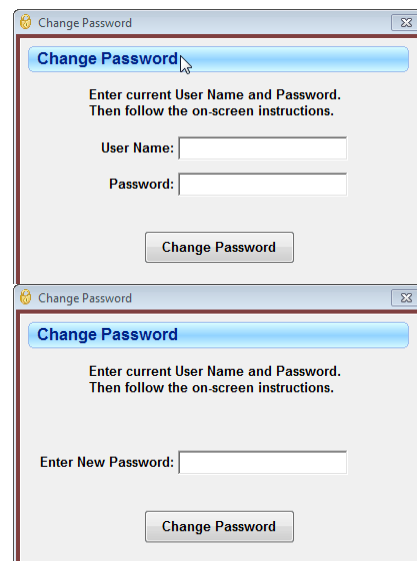 Change Password
Change Password
Enter current User Name and Password.
Then follow the on-screen instructions.
User Name:
Password:
Change Password
Change Password
Change Password
Enter current User Name and Password.
Then follow the on-screen instructions.
Enter New Password:
Change Password